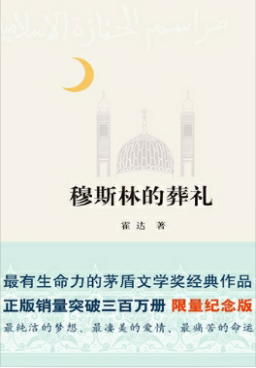 مراسيم الجنازة الإسلامية
穆斯林的葬礼
霍达 著
最有生命力的茅盾文学奖经典作品
正版销量突破三百万册 限量纪念版
最纯洁的梦想、最凄美的爱情、最痛苦的命运